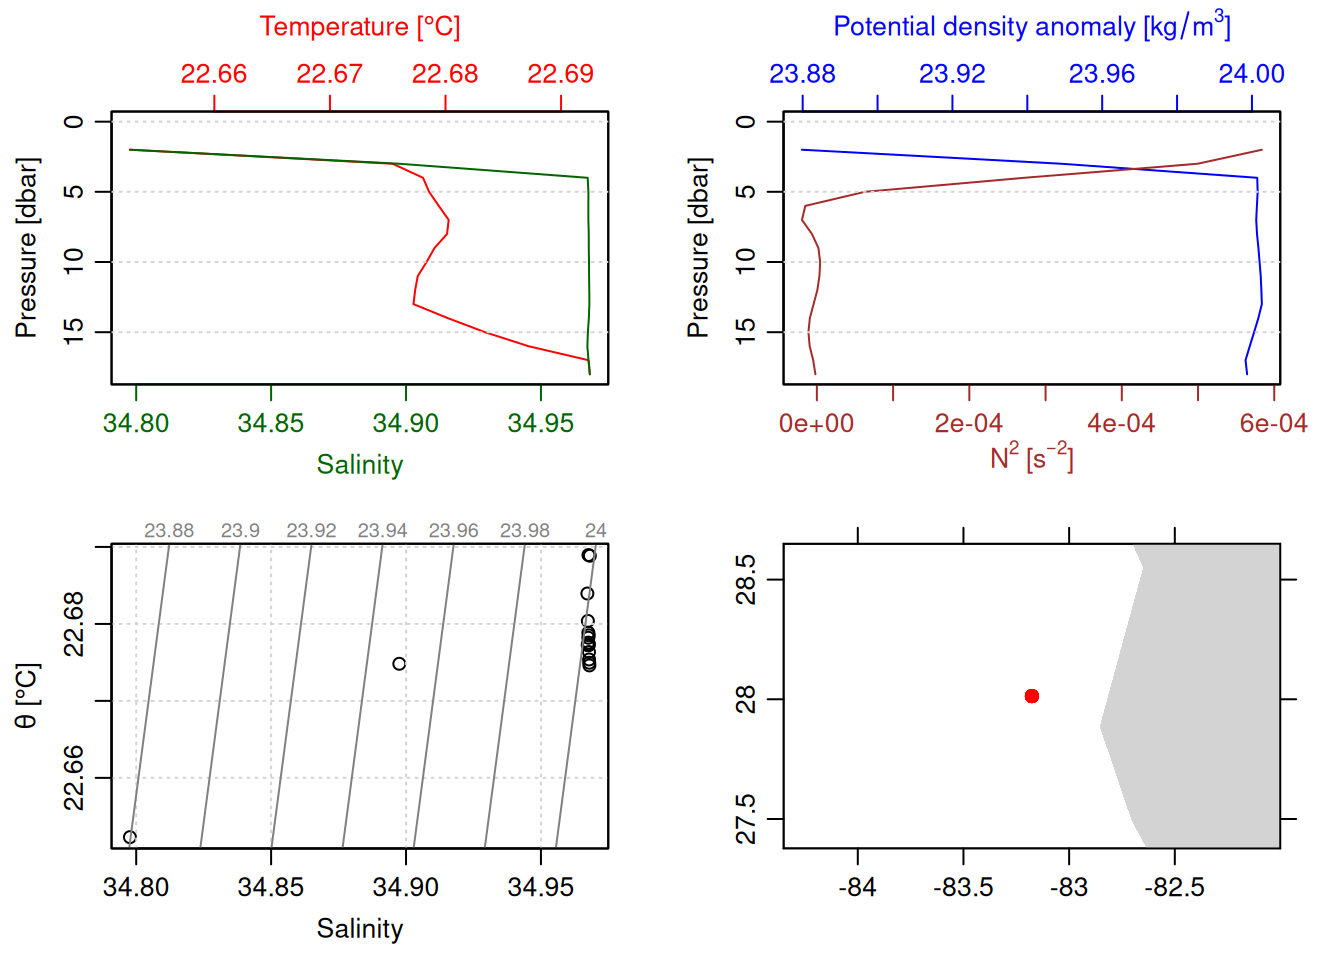 Temperature [°C]
22.66 22.67 22.68 22.69
0
5
10
15
Pressure [dbar]
34.80 34.85 34.90 34.95
Salinity
Potential density anomaly [kg/m³]
23.88 23.92 23.96 24.00
0
5
10
15
Pressure [dbar]
0e+00 2e-04 4e-04 6e-04
N² [s⁻²]
23.88 23.9 23.92 23.94 23.96 23.98 24
22.68
22.66
θ [°C]
34.80 34.85 34.90 34.95
Salinity
28.5
28
27.5
-84 -83.5 -83 -82.5